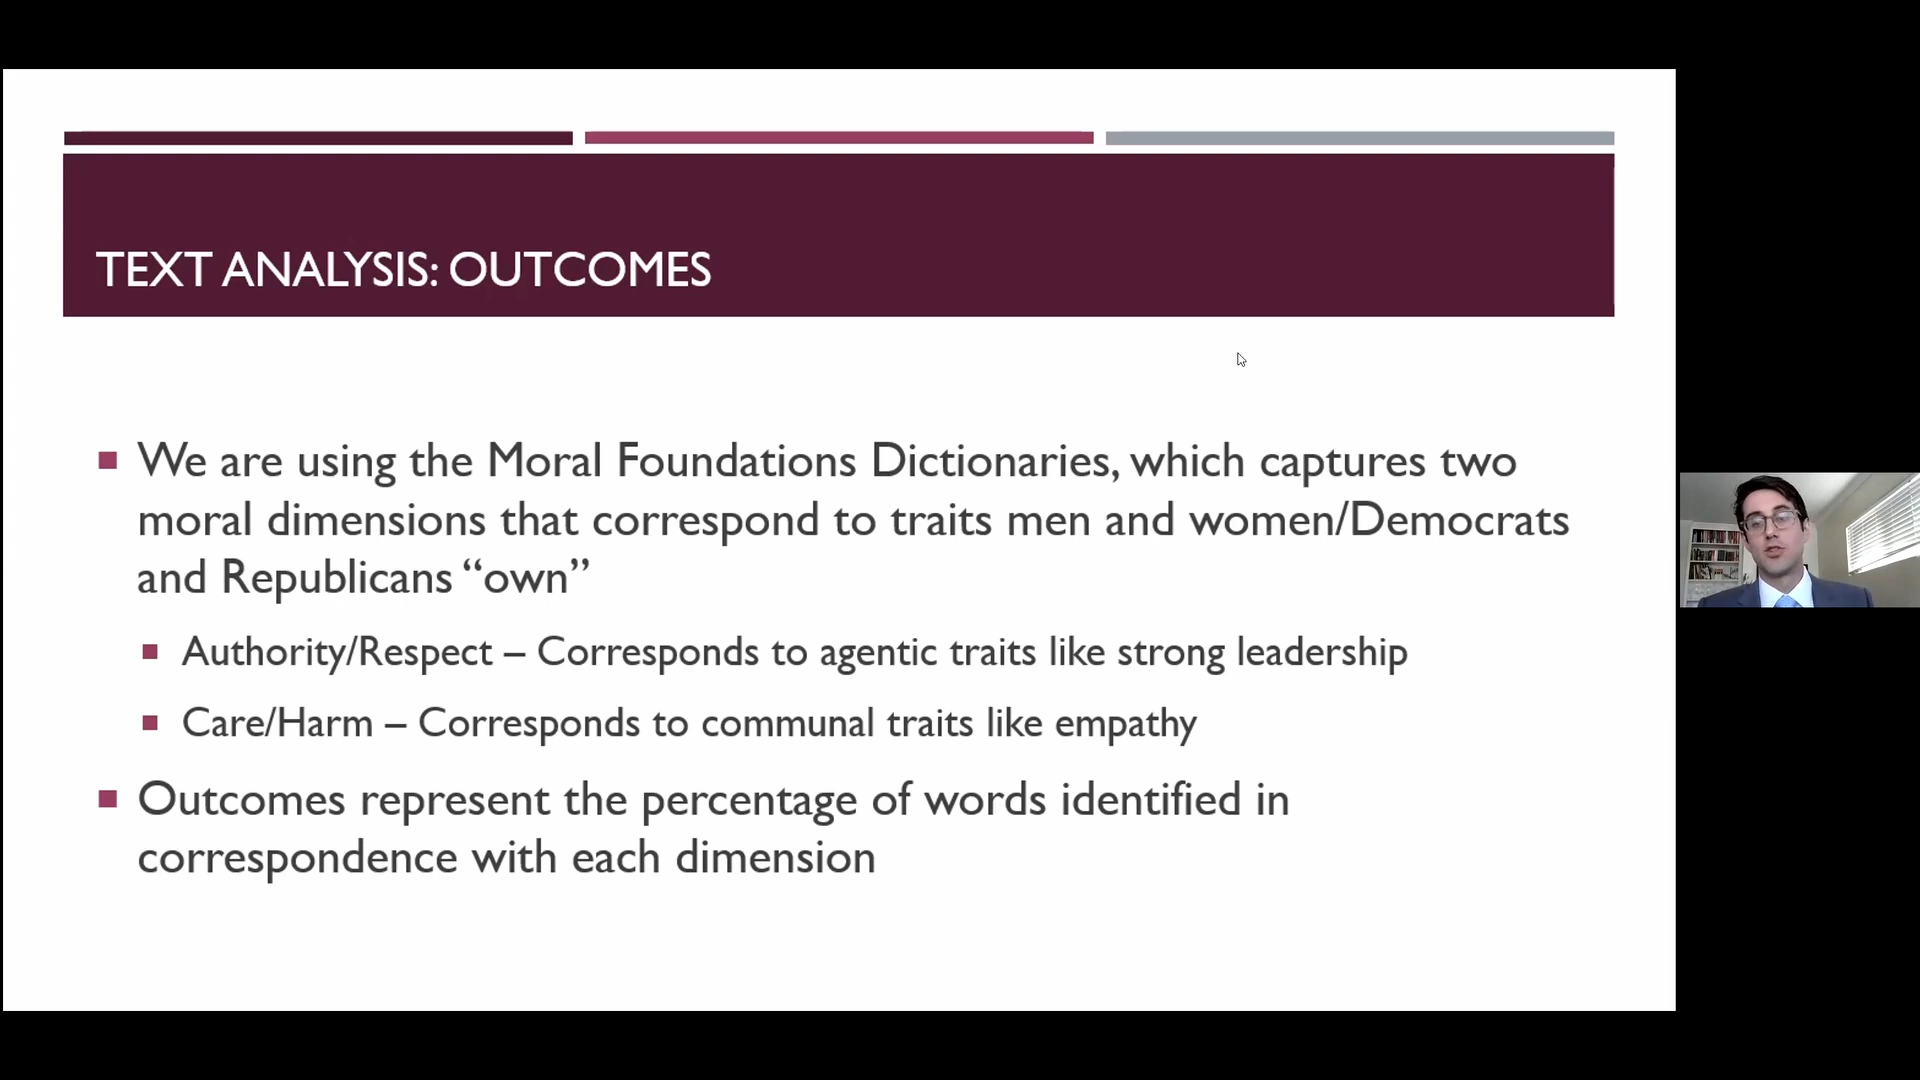 TEXT ANALYSIS: OUTCOMES
We are using the Moral Foundations Dictionaries, which captures two
moral dimensions that correspond to traits men and women/Democrats
and Republicans “own”
Authority/Respect – Corresponds to agentic traits like strong leadership
Care/Harm – Corresponds to communal traits like empathy
Outcomes represent the percentage of words identified in
correspondence with each dimension